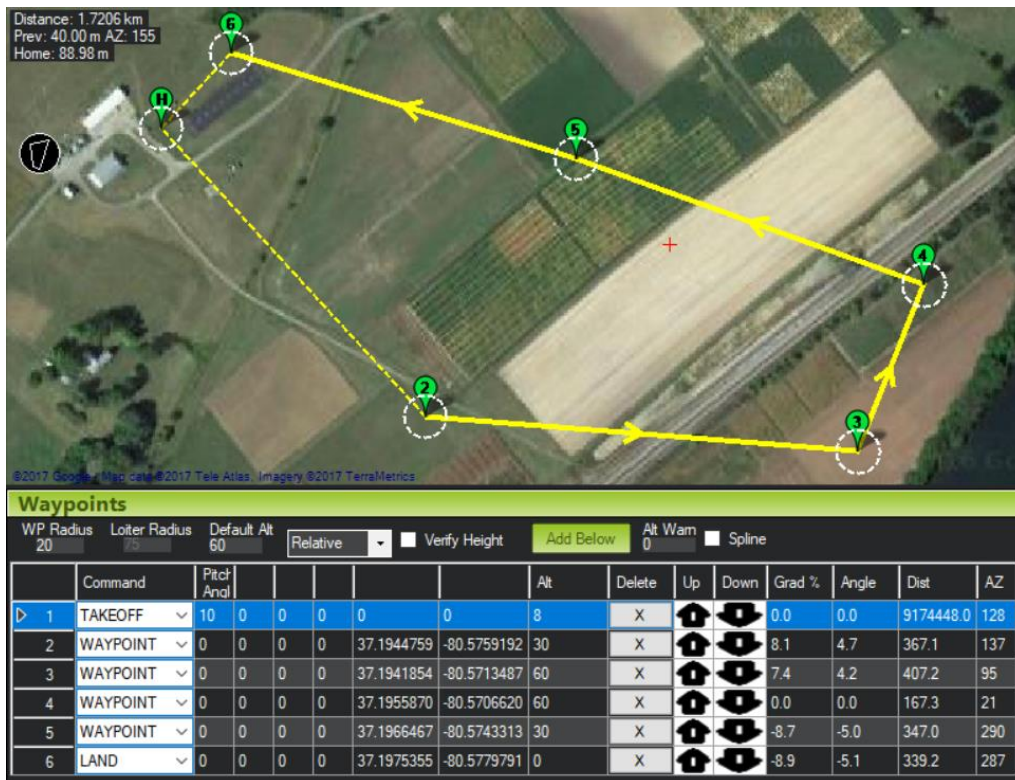 Distance: 1.7206 km
Prev: 40.00 m AZ: 155
Home: 88.98 m
6
H
5
4
2
3
©2017 Google - Map data ©2017 Tele Atlas, Imagery ©2017 TerraMetrics
Waypoints
WP Radius Loiter Radius Default Alt Alt Warn
20 75 60 Relative Verify Height Add Below 0 Spline
Command Pitch Angl Alt Delete Up Down Grad % Angle Dist AZ
1 TAKEOFF 10 0 0 0 0 0 8 X 0.0 0.0 9174448.0 128
2 WAYPOINT 0 0 0 0 37.1944759 -80.5759192 30 X 8.1 4.7 367.1 137
3 WAYPOINT 0 0 0 0 37.1941854 -80.5713487 60 X 7.4 4.2 407.2 95
4 WAYPOINT 0 0 0 0 37.1955870 -80.5706620 60 X 0.0 0.0 167.3 21
5 WAYPOINT 0 0 0 0 37.1966467 -80.5743313 30 X -8.7 -5.0 347.0 290
6 LAND 0 0 0 0 37.1975355 -80.5779791 0 X -8.9 -5.1 339.2 287